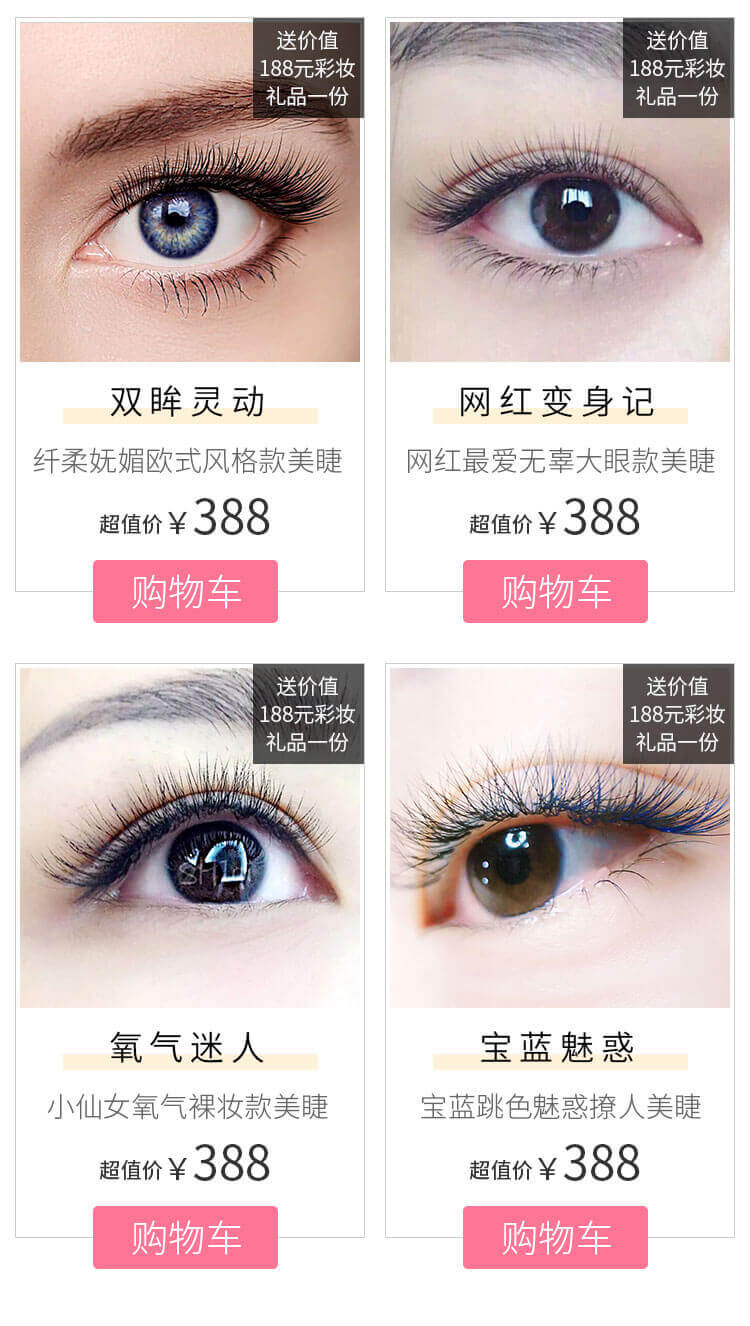 送价值
188元彩妆
礼品一份
双眸灵动
纤柔妩媚欧式风格款美睫
超值价￥388
购物车
送价值
188元彩妆
礼品一份
网红变身记
网红最爱无辜大眼款美睫
超值价￥388
购物车
送价值
188元彩妆
礼品一份
氧气迷人
小仙女氧气裸妆款美睫
超值价￥388
购物车
送价值
188元彩妆
礼品一份
宝蓝魅惑
宝蓝跳色魅惑撩人美睫
超值价￥388
购物车